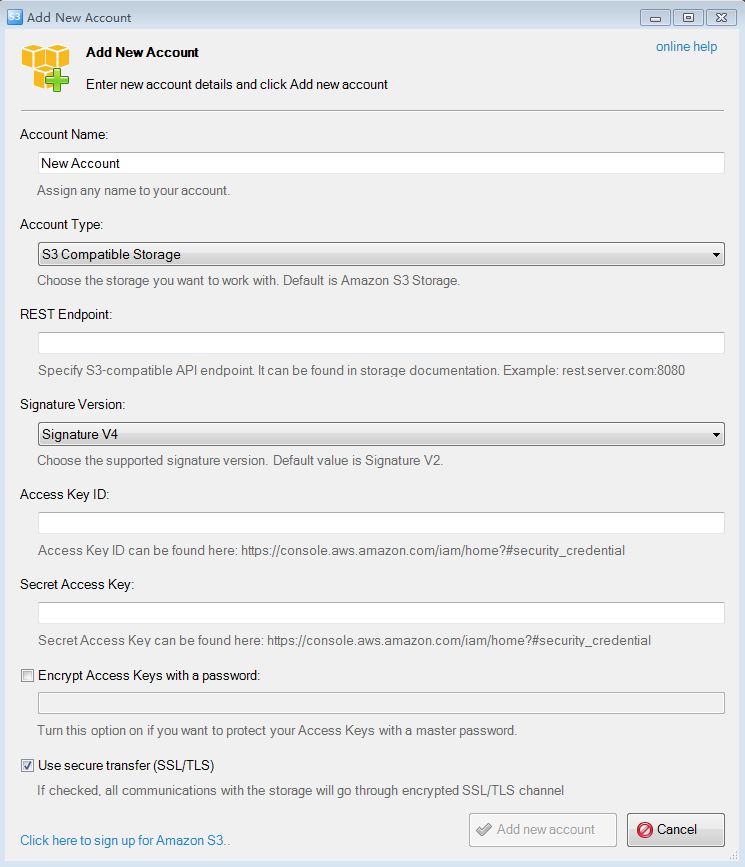 S3 Add New Account
Add New Account
online help
Enter new account details and click Add new account
Account Name:
New Account
Assign any name to your account.
Account Type:
S3 Compatible Storage
Choose the storage you want to work with. Default is Amazon S3 Storage.
REST Endpoint:
Specify S3-compatible API endpoint. It can be found in storage documentation. Example: rest.server.com:8080
Signature Version:
Signature V4
Choose the supported signature version. Default value is Signature V2.
Access Key ID:
Access Key ID can be found here: https://console.aws.amazon.com/iam/home?#security_credential
Secret Access Key:
Secret Access Key can be found here: https://console.aws.amazon.com/iam/home?#security_credential
Encrypt Access Keys with a password:
Turn this option on if you want to protect your Access Keys with a master password.
Use secure transfer (SSL/TLS)
If checked, all communications with the storage will go through encrypted SSL/TLS channel
Add new account
Cancel
Click here to sign up for Amazon S3..